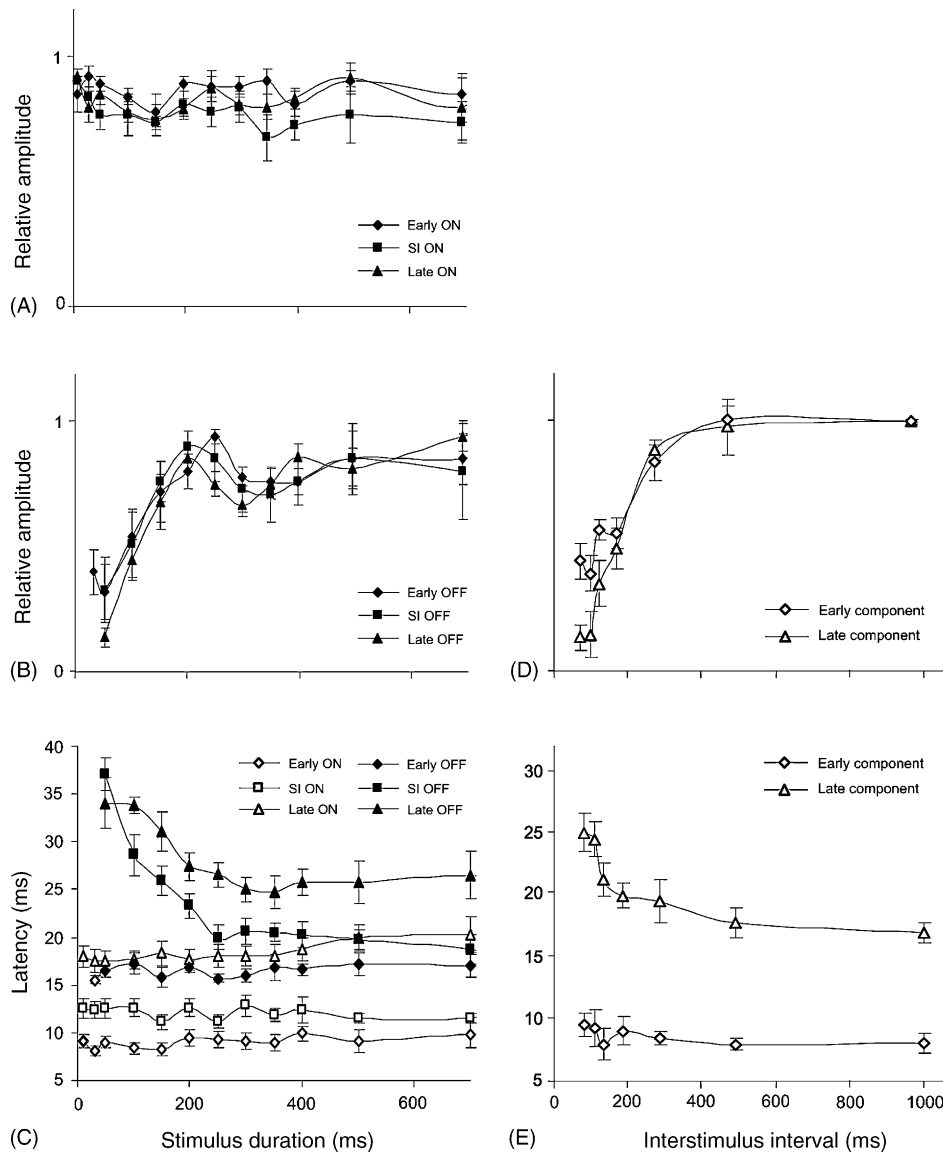 1
Relative amplitude
Early ON
SI ON
Late ON
0
(A)
1
Relative amplitude
Early OFF
SI OFF
Late OFF
0
(B)
Early component
Late component
(D)
40
35
30
25
20
15
10
5
Latency (ms)
Early ON
SI ON
Late ON
Early OFF
SI OFF
Late OFF
0
200
400
600
(C)
Stimulus duration (ms)
30
25
20
15
10
5
Early component
Late component
0
200
400
600
800
1000
(E)
Interstimulus interval (ms)